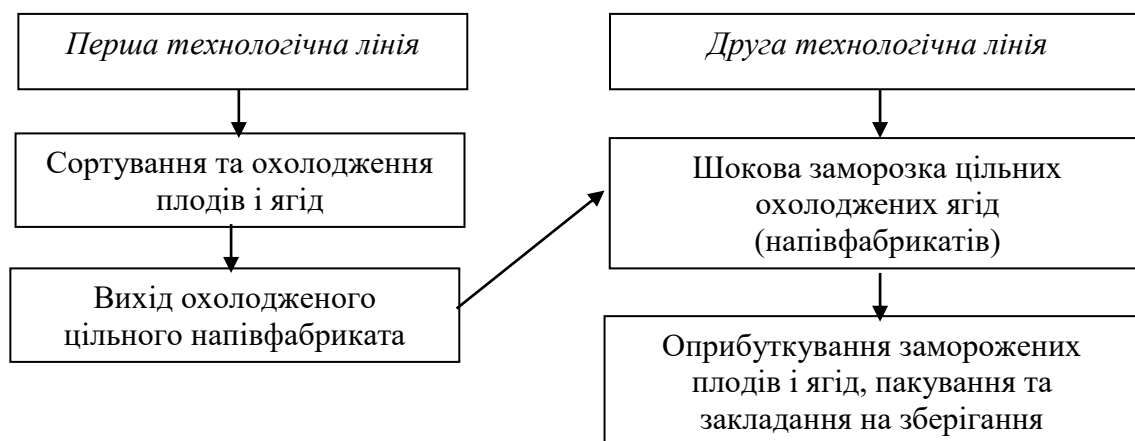 Перша технологічна лінія
Сортування та охолодження
плодів і ягід
Вихід охолодженого
цільного напівфабриката
Друга технологічна лінія
Шокова заморозка цільних
охолоджених ягід
(напівфабрикатів)
Оприбуткування заморожених
плодів і ягід, пакування та
закладання на зберігання